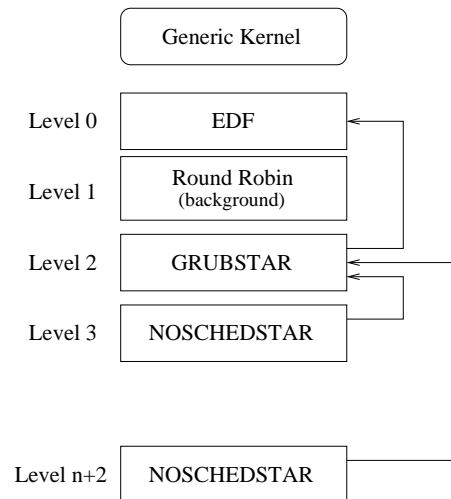 Generic Kernel
Level 0 EDF
Level 1 Round Robin
(background)
Level 2 GRUBSTAR
Level 3 NOSCHEDSTAR
Level n+2 NOSCHEDSTAR